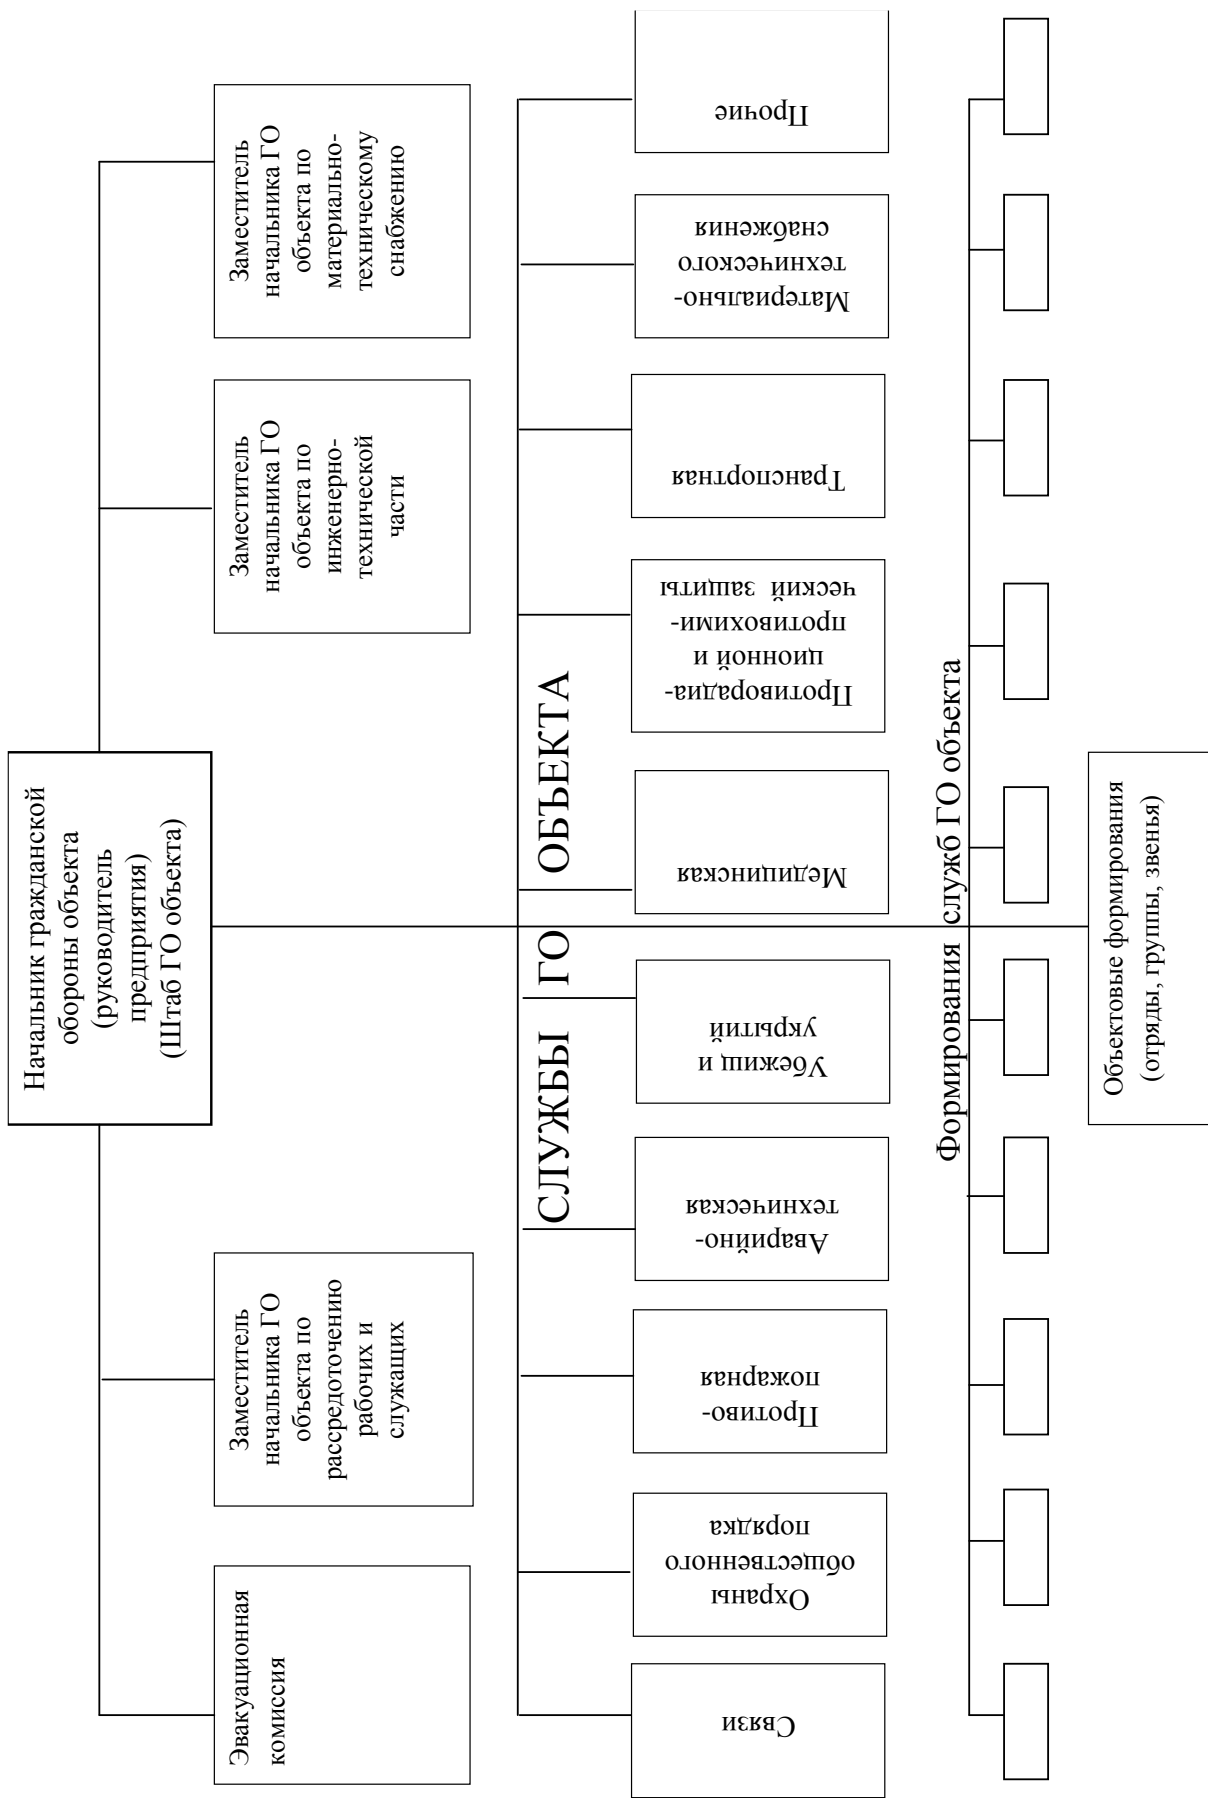 Начальник гражданской
обороны объекта
(руководитель
предприятия)
(Штаб ГО объекта)
Эвакуационная
комиссия
Заместитель
начальника ГО
объекта по
рассредоточению
рабочих и
служащих
Заместитель
начальника ГО
объекта по
инженерно-
технической
части
Заместитель
начальника ГО
объекта по
материально-
техническому
снабжению
СЛУЖБЫ ГО ОБЪЕКТА
Связи
Охраны
общественного
порядка
Противо-
пожарная
Аварийно-
техническая
Убежищ и
укрытий
Медицинская
Противорадиа-
ционной и
противохими-
ческий защиты
Транспортная
Материально-
технического
снабжения
Прочие
Формирования служб ГО объекта
Объектовые формирования
(отряды, группы, звенья)